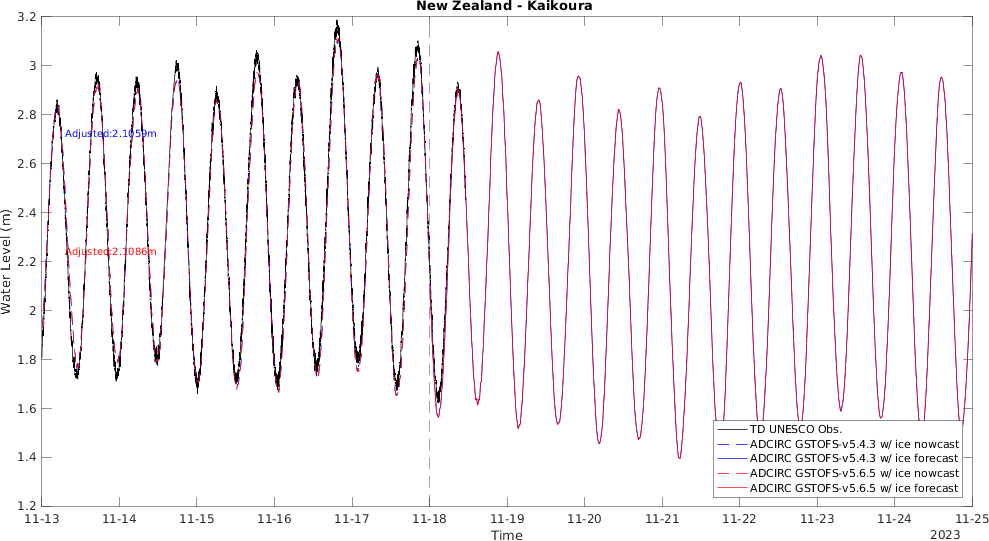 New Zealand - Kaikoura
Water Level (m)
3.2
3
2.8
2.6
2.4
2.2
2
1.8
1.6
1.4
1.2
Adjusted:2.1059m
Adjusted:2.1086m
TD UNESCO Obs.
ADCIRC GSTOFS-v5.4.3 w/ ice nowcast
ADCIRC GSTOFS-v5.4.3 w/ ice forecast
ADCIRC GSTOFS-v5.6.5 w/ ice nowcast
ADCIRC GSTOFS-v5.6.5 w/ ice forecast
11-13 11-14 11-15 11-16 11-17 11-18 11-19 11-20 11-21 11-22 11-23 11-24 11-25
Time
2023